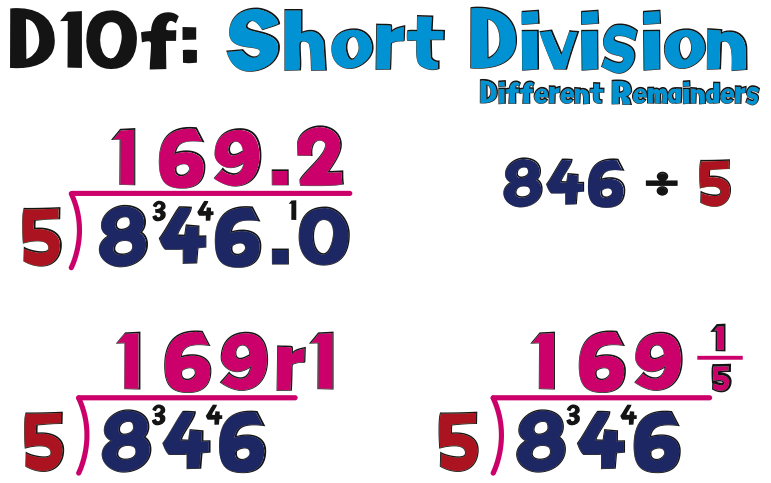 D10f: Short Division
Different Remainders
169.2
846 ÷ 5
5 8³4⁴6.¹0
169r1
169 1/5
5 8³4⁴6
5 8³4⁴6